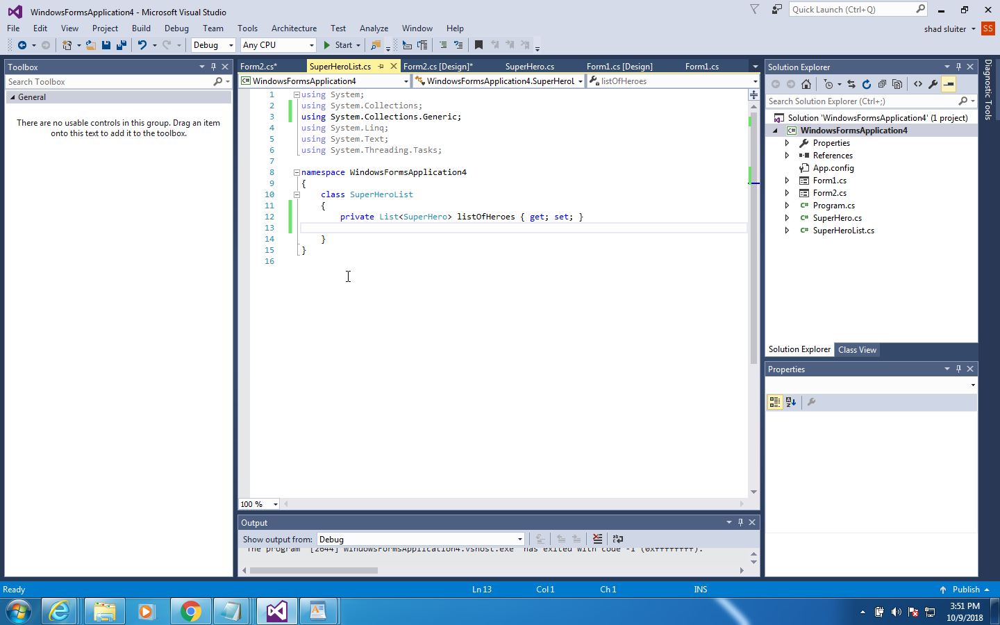 WindowsFormsApplication4 - Microsoft Visual Studio
Quick Launch (Ctrl+Q)
File Edit View Project Build Debug Team Tools Architecture Test Analyze Window Help
shad sluiter SS
Debug Any CPU Start
Toolbox
Search Toolbox
General
There are no usable controls in this group. Drag an item
onto this text to add it to the toolbox.
Form2.cs* SuperHeroList.cs Form2.cs [Design]* SuperHero.cs Form1.cs [Design] Form1.cs
C# WindowsFormsApplication4 WindowsFormsApplication4.SuperHeroL listOfHeroes
1 using System;
2 using System.Collections;
3 using System.Collections.Generic;
4 using System.Linq;
5 using System.Text;
6 using System.Threading.Tasks;
7
8 namespace WindowsFormsApplication4
9 {
10 class SuperHeroList
11 {
12 private List<SuperHero> listOfHeroes { get; set; }
13
14 }
15 }
16
100 %
Output
Show output from: Debug
The program '[2644] WindowsFormsApplication4.vshost.exe' has exited with code -1 (0xffffffff).
Solution Explorer
Search Solution Explorer (Ctrl+;)
Solution 'WindowsFormsApplication4' (1 project)
C# WindowsFormsApplication4
Properties
References
App.config
Form1.cs
Form2.cs
C# Program.cs
C# SuperHero.cs
C# SuperHeroList.cs
Solution Explorer Class View
Properties
Diagnostic Tools
Ready Ln 13 Col 1 Ch 1 INS Publish
3:51 PM
10/9/2018